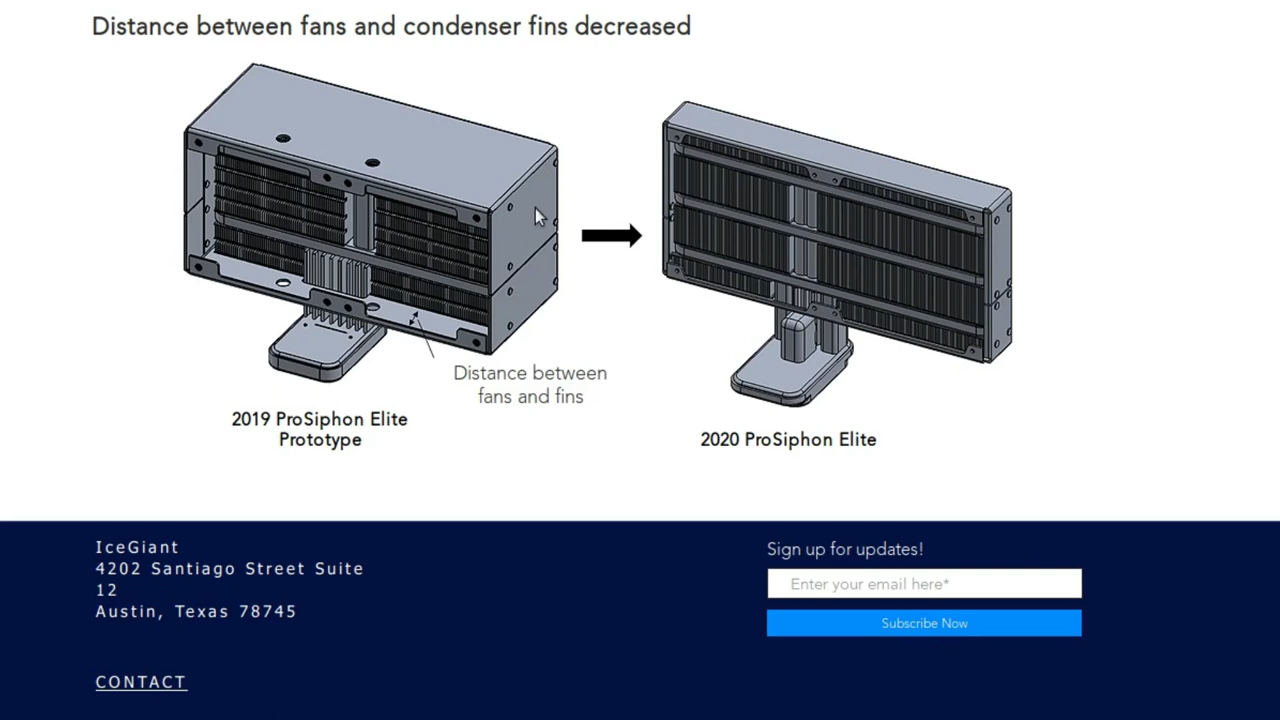 Distance between fans and condenser fins decreased
Distance between
fans and fins
2019 ProSiphon Elite
Prototype
2020 ProSiphon Elite
IceGiant
4202 Santiago Street Suite
12
Austin, Texas 78745
CONTACT
Sign up for updates!
Enter your email here*
Subscribe Now